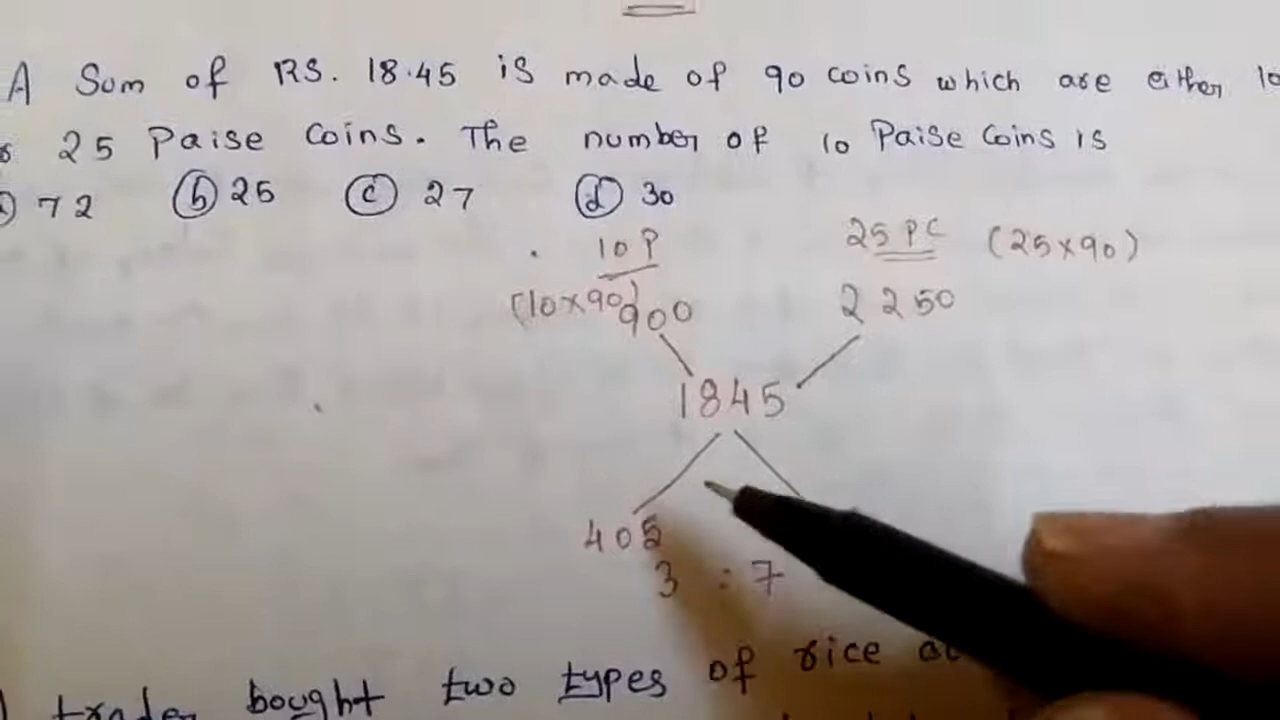 A Sum of RS. 18.45 is made of 90 coins which are either 10
25 Paise Coins. The number of 10 Paise Coins is
72 (b) 25 (c) 27 (d) 30
10 P 25 PC (25×90)
(10×90) 900 2250
1845
405
3 : 7
trader bought two types of rice at